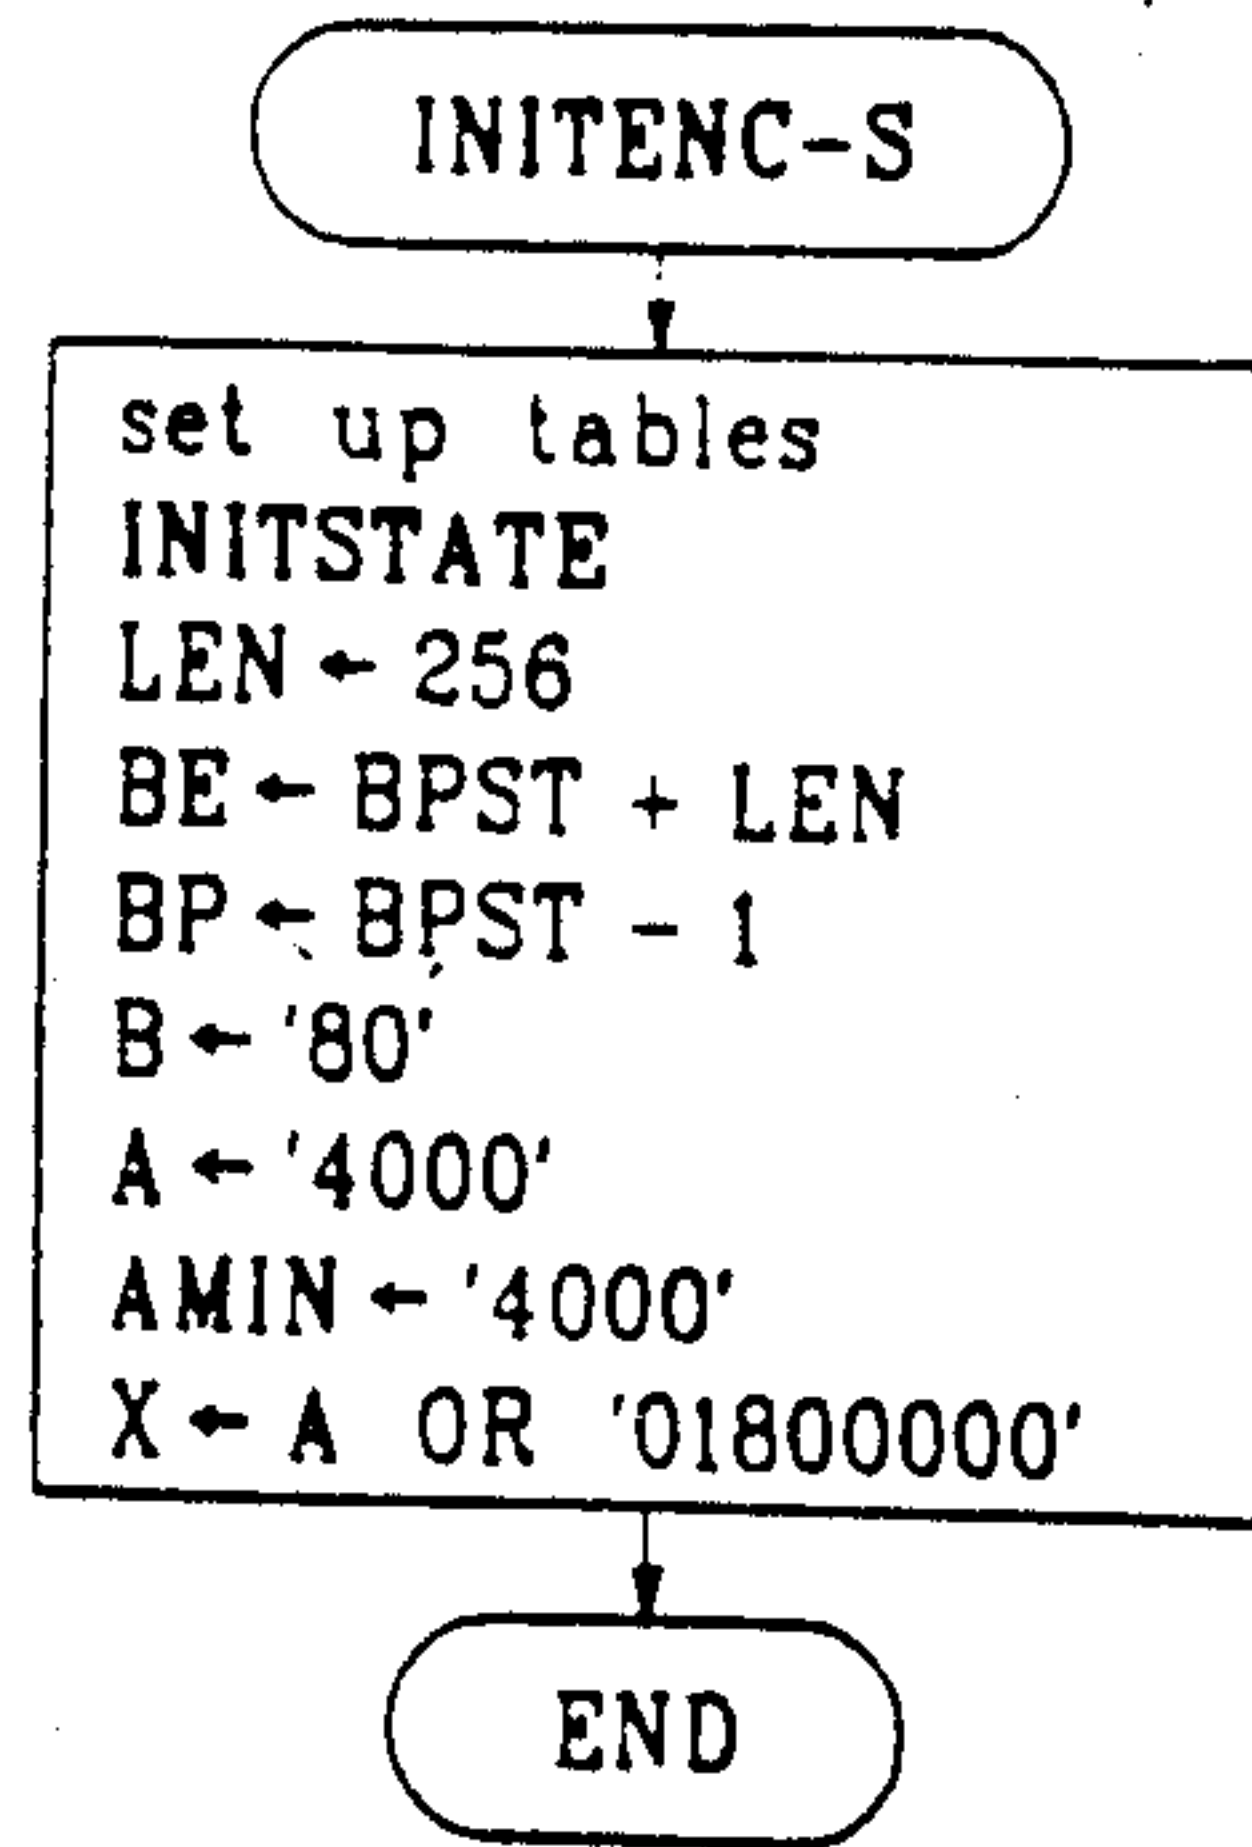 INITENC-S
set up tables
INITSTATE
LEN ← 256
BE ← BPST + LEN
BP ← BPST - 1
B ← '80'
A ← '4000'
AMIN ← '4000'
X ← A OR '01800000'
END